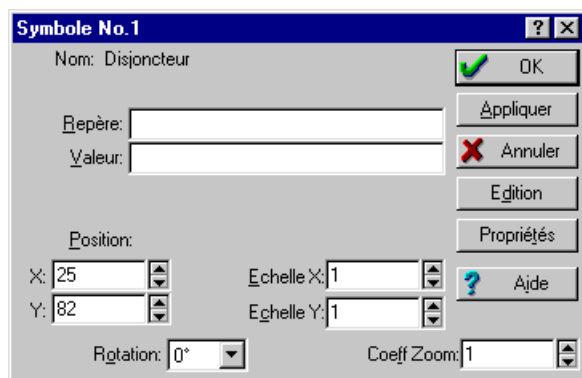 Symbole No.1
Nom: Disjoncteur
OK
Repère:
Appliquer
Valeur:
Annuler
Edition
Position:
Propriétés
X: 25
Echelle X: 1
Aide
Y: 82
Echelle Y: 1
Rotation: 0°
Coeff Zoom: 1